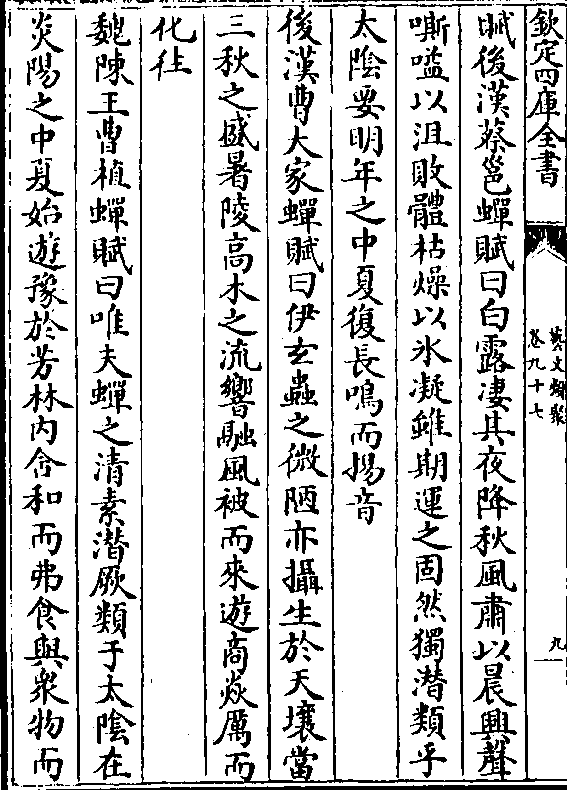 欽定四庫全書
藝文類聚
卷九十七
九
賦後漢蔡邕蟬賦曰白露凄其夜降秋風肅以晨興聲
嘶嗌以沮敗體枯燥以氷凝雖期運之固然獨潛類乎
太陰要明年之中夏復長鳴而揚音
後漢曹大家蟬賦曰伊玄蟲之微陋亦攝生於天壤當
三秋之盛暑陵高木之流響融風被而來遊商焱厲而
化往
魏陳王曹植蟬賦曰唯夫蟬之清素潛厥類于太隂在
炎陽之中夏始遊豫於芳林内含和而弗食與衆物而